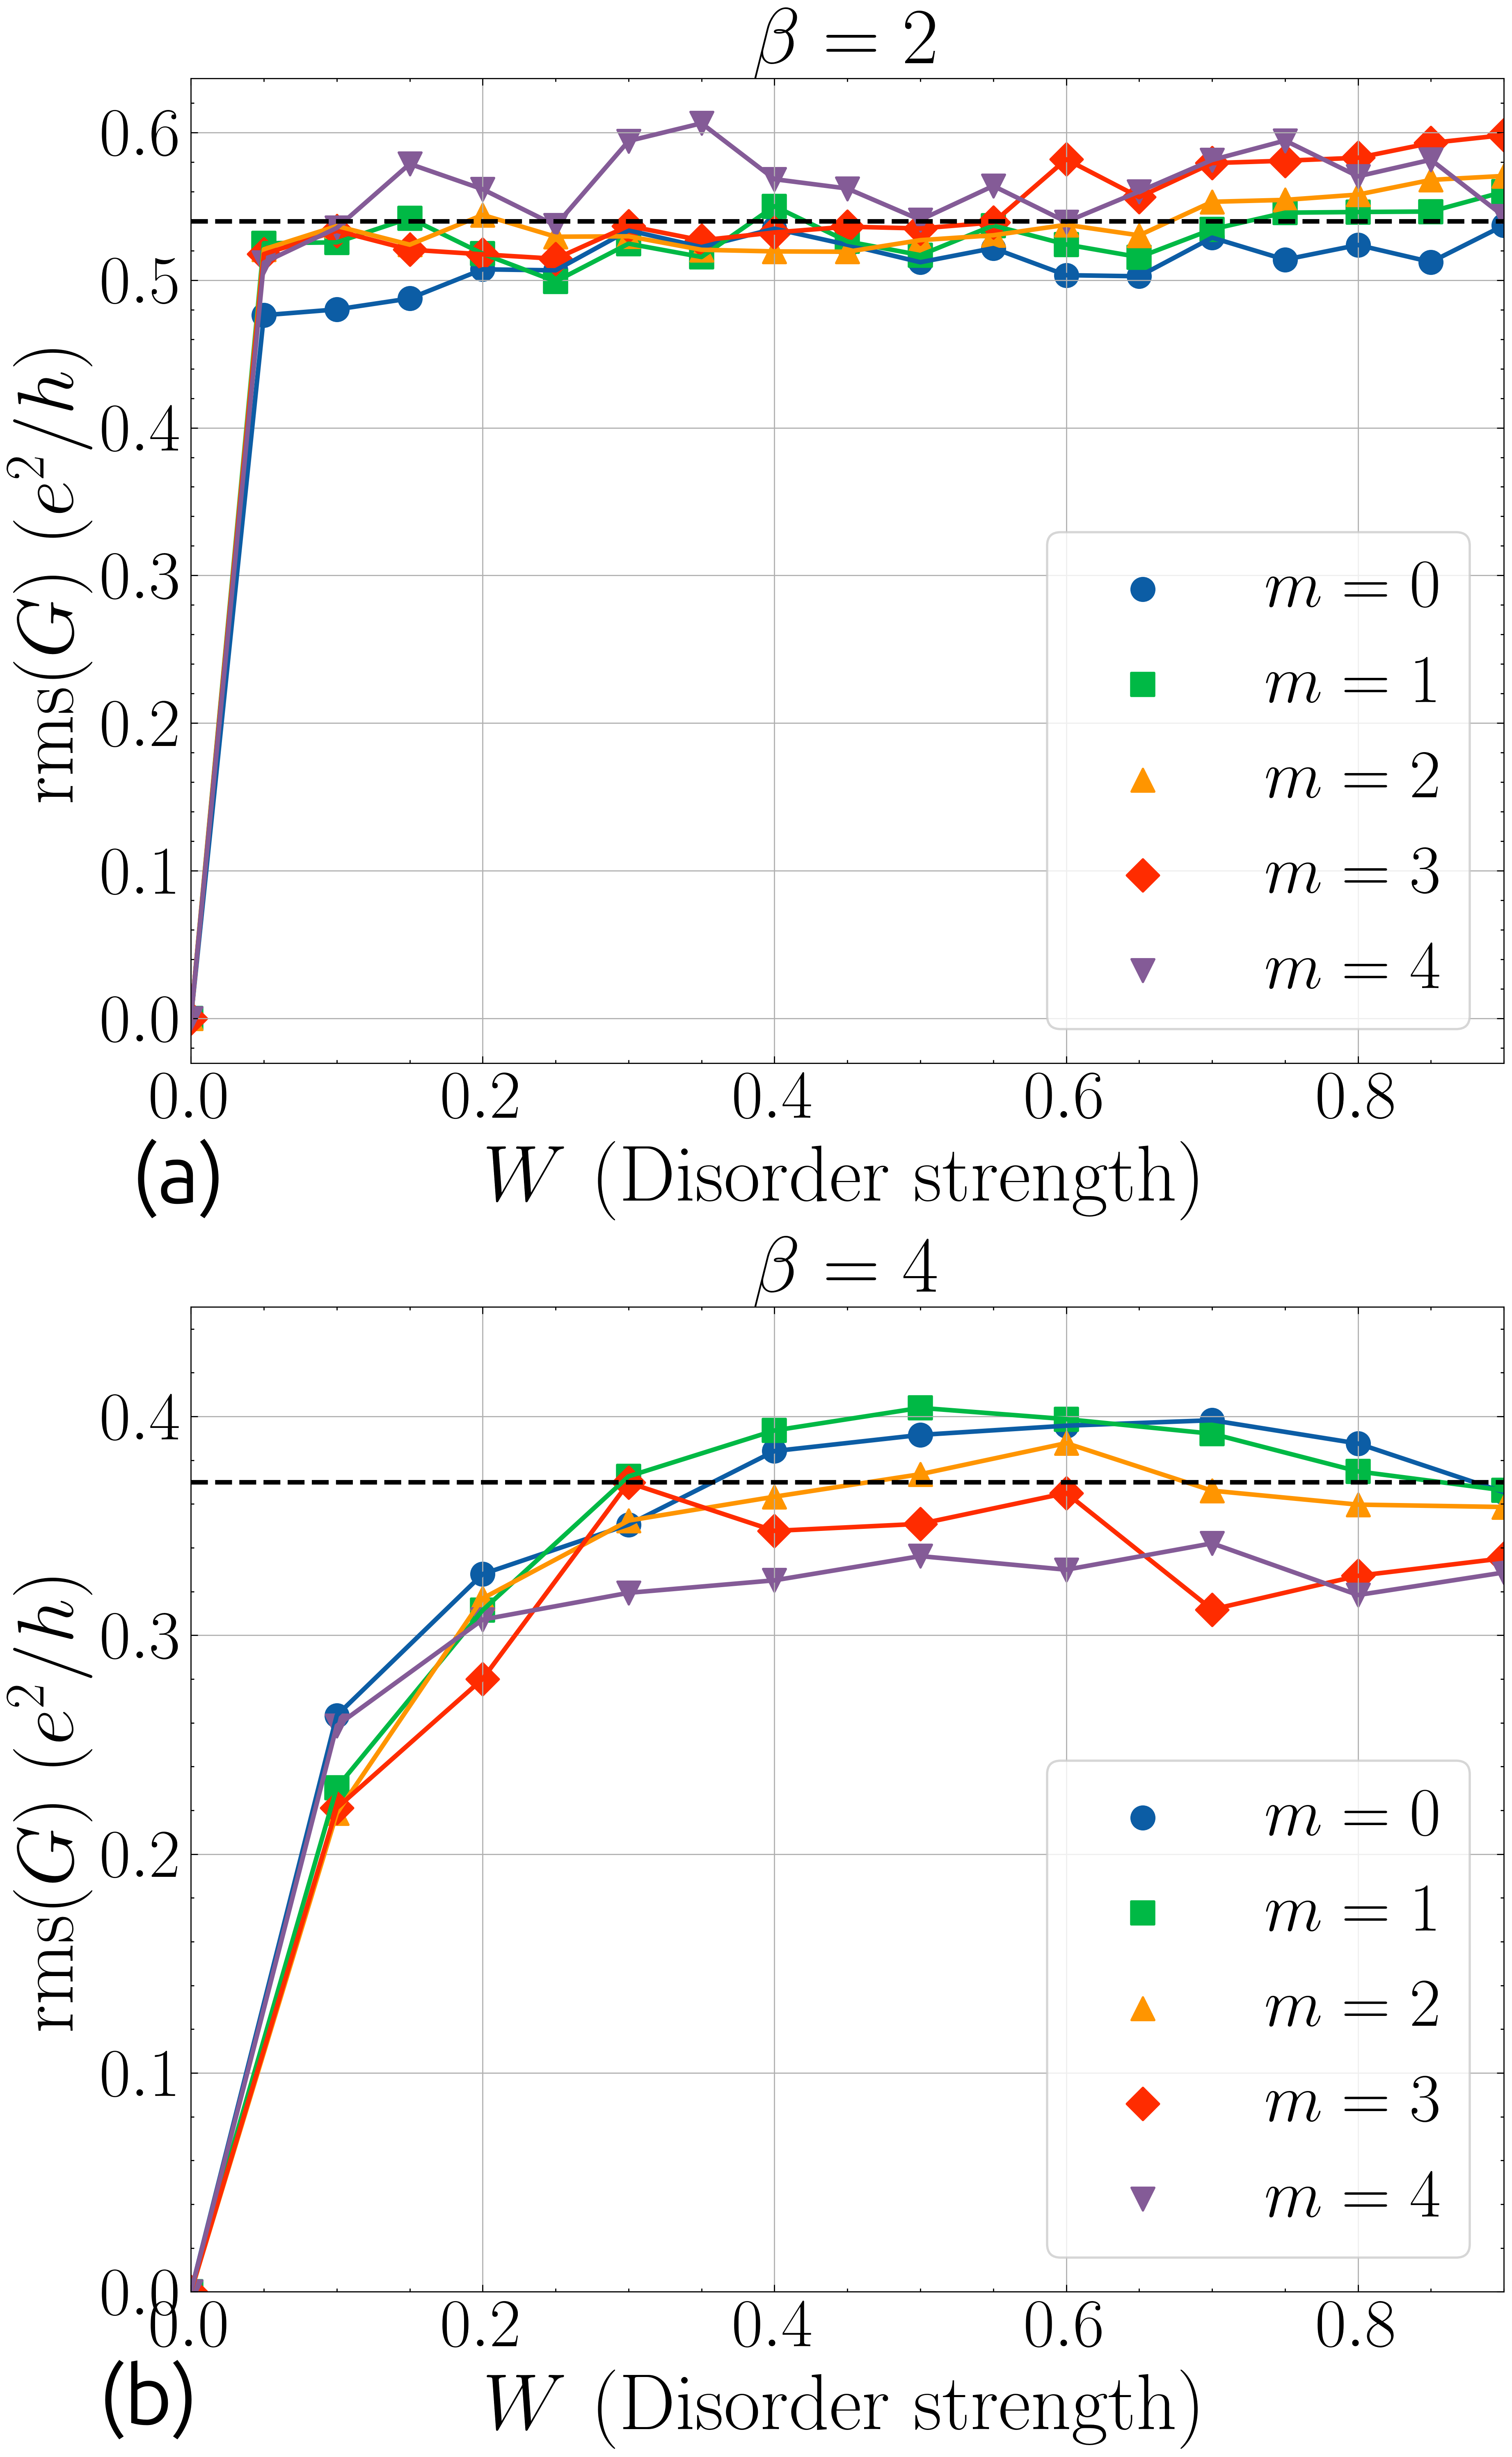 β = 2
rms(G) (e²/h)
0.6
0.5
0.4
0.3
0.2
0.1
0.0
m = 0
m = 1
m = 2
m = 3
m = 4
0.0 0.2 0.4 0.6 0.8
(a) W (Disorder strength)
β = 4
rms(G) (e²/h)
0.4
0.3
0.2
0.1
0.0
m = 0
m = 1
m = 2
m = 3
m = 4
0.0 0.2 0.4 0.6 0.8
(b) W (Disorder strength)